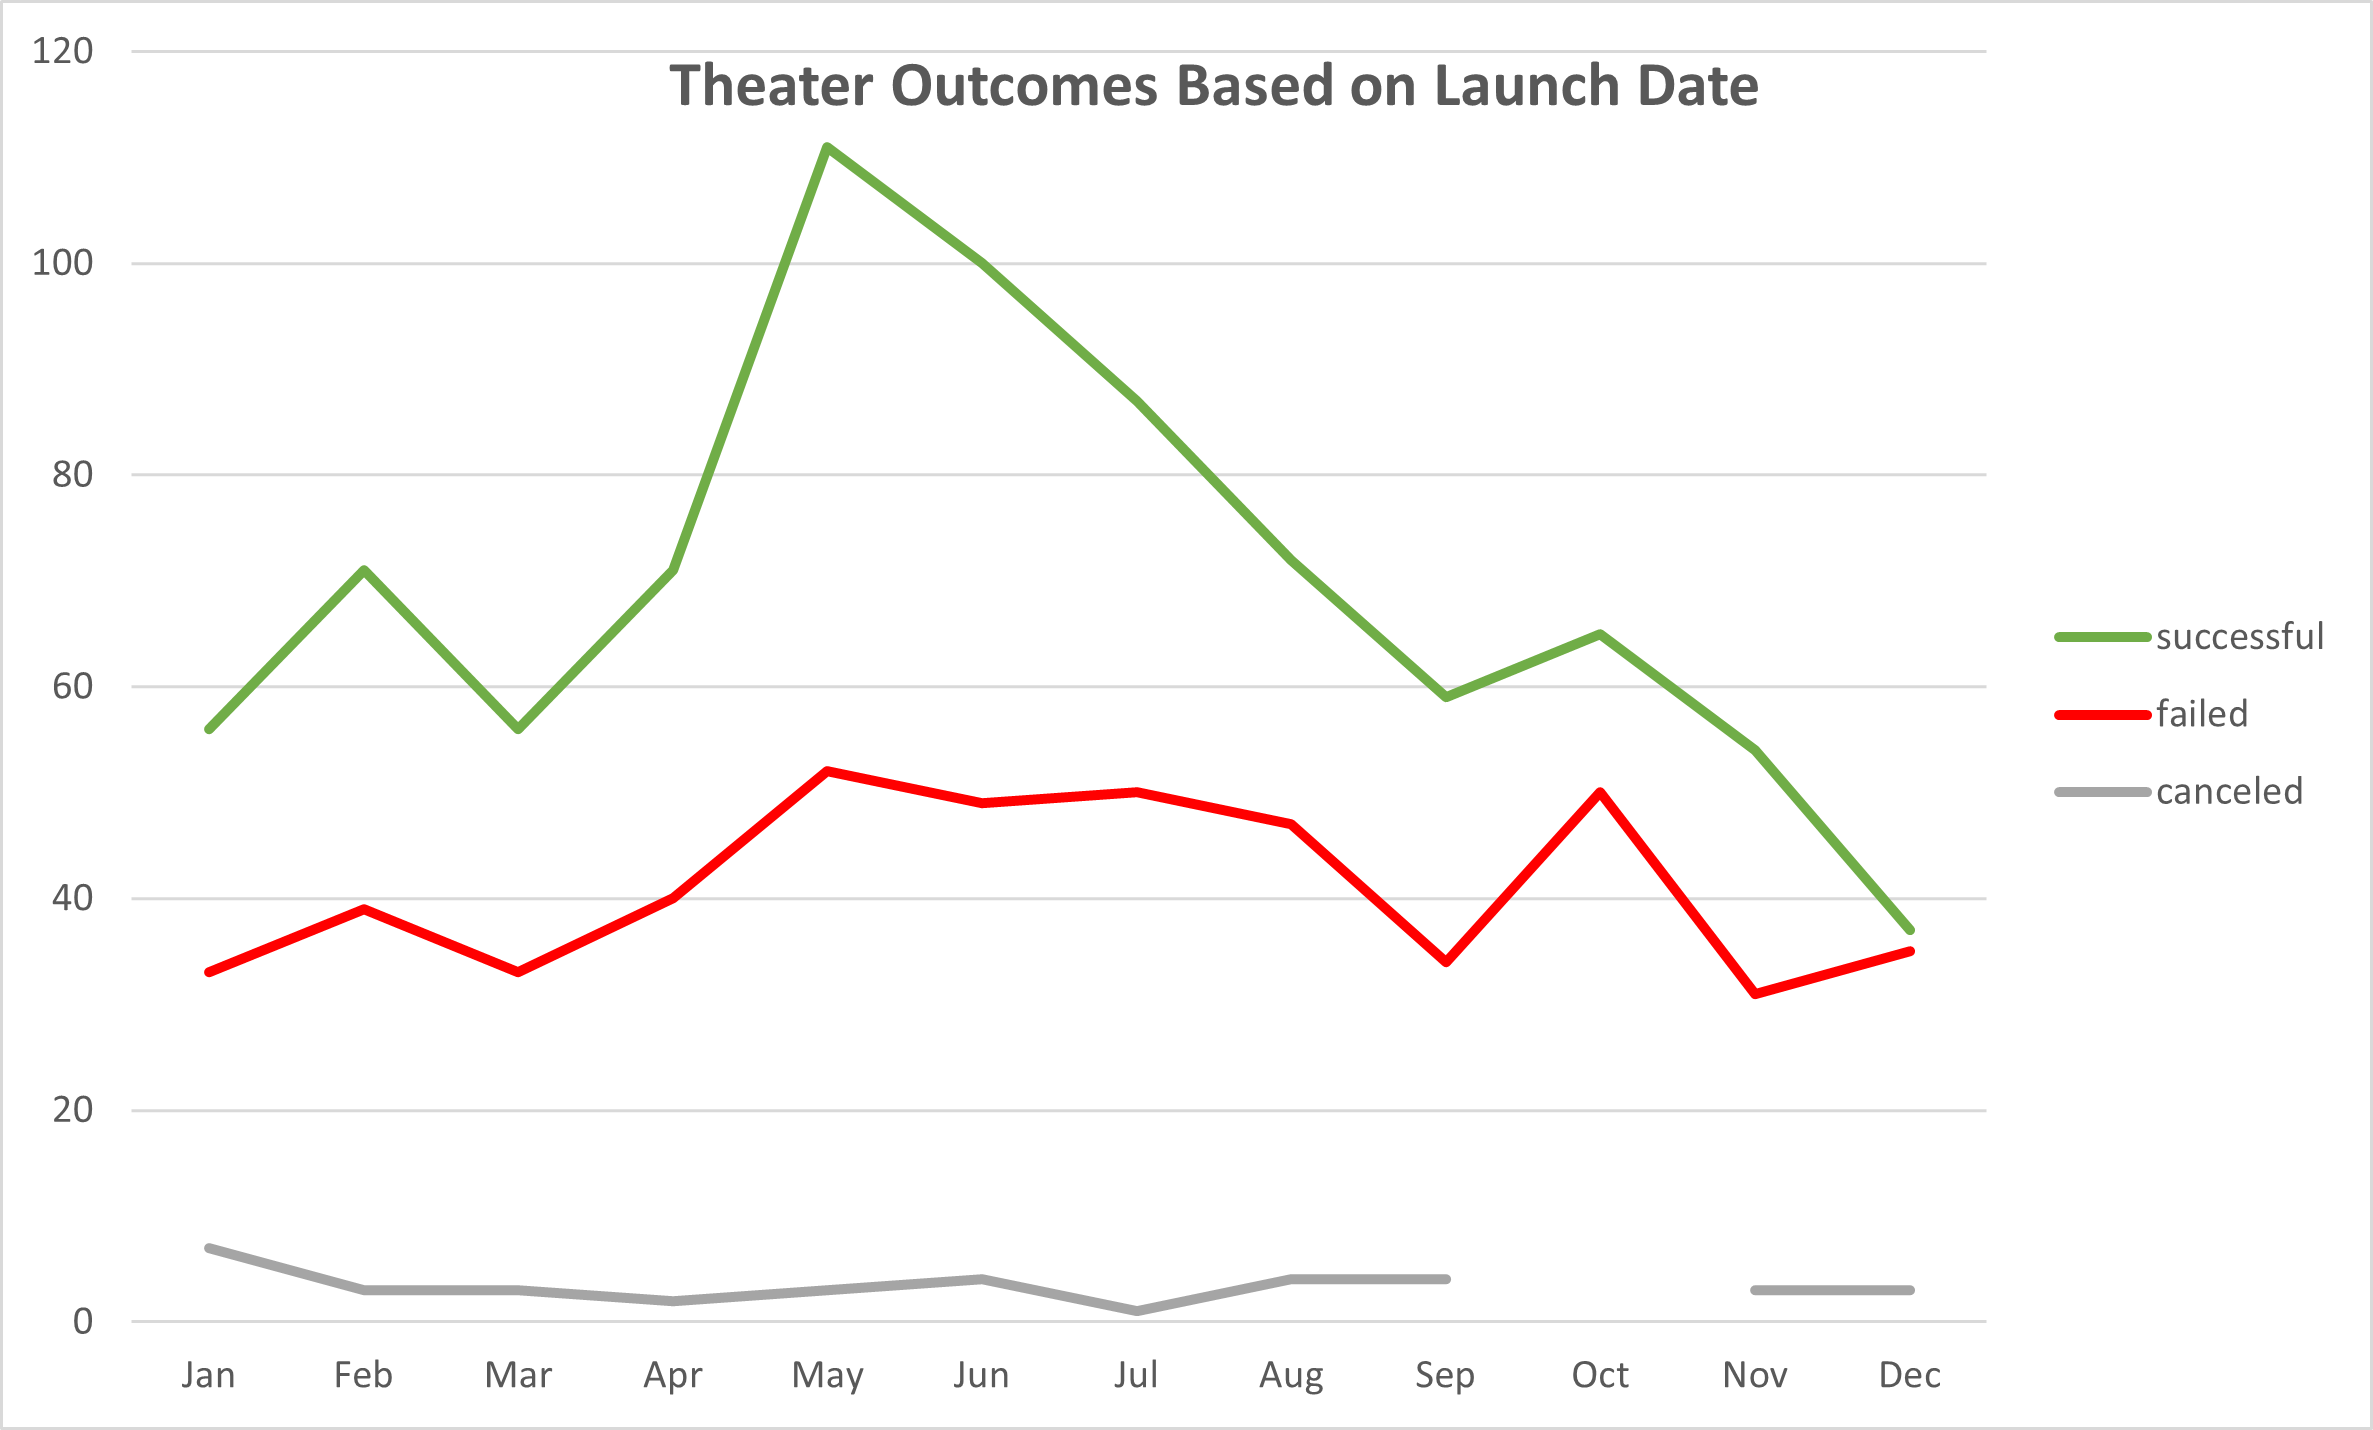 Theater Outcomes Based on Launch Date
120
100
80
60
40
20
0
Jan Feb Mar Apr May Jun Jul Aug Sep Oct Nov Dec
successful
failed
canceled